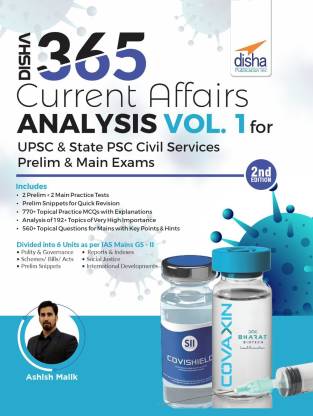 DISHA 365
disha
Publication Inc
Current Affairs
ANALYSIS VOL. 1 for
UPSC & State PSC Civil Services
Prelim & Main Exams
2nd
EDITION
Includes
• 2 Prelim + 2 Main Practice Tests
• Prelim Snippets for Quick Revision
• 770+ Topical Practice MCQs with Explanations
• Analysis of 192+ Topics of Very High Importance
• 560+ Topical Questions for Mains with Key Points & Hints
Divided into 6 Units as per IAS Mains GS - II
• Polity & Governance • Reports & Indexes
• Schemes/ Bills/ Acts • Social Justice
• Prelim Snippets • International Developments
SII
COVISHIELD
COVAXIN
BHARAT
BIOTECH
Ashish Malik